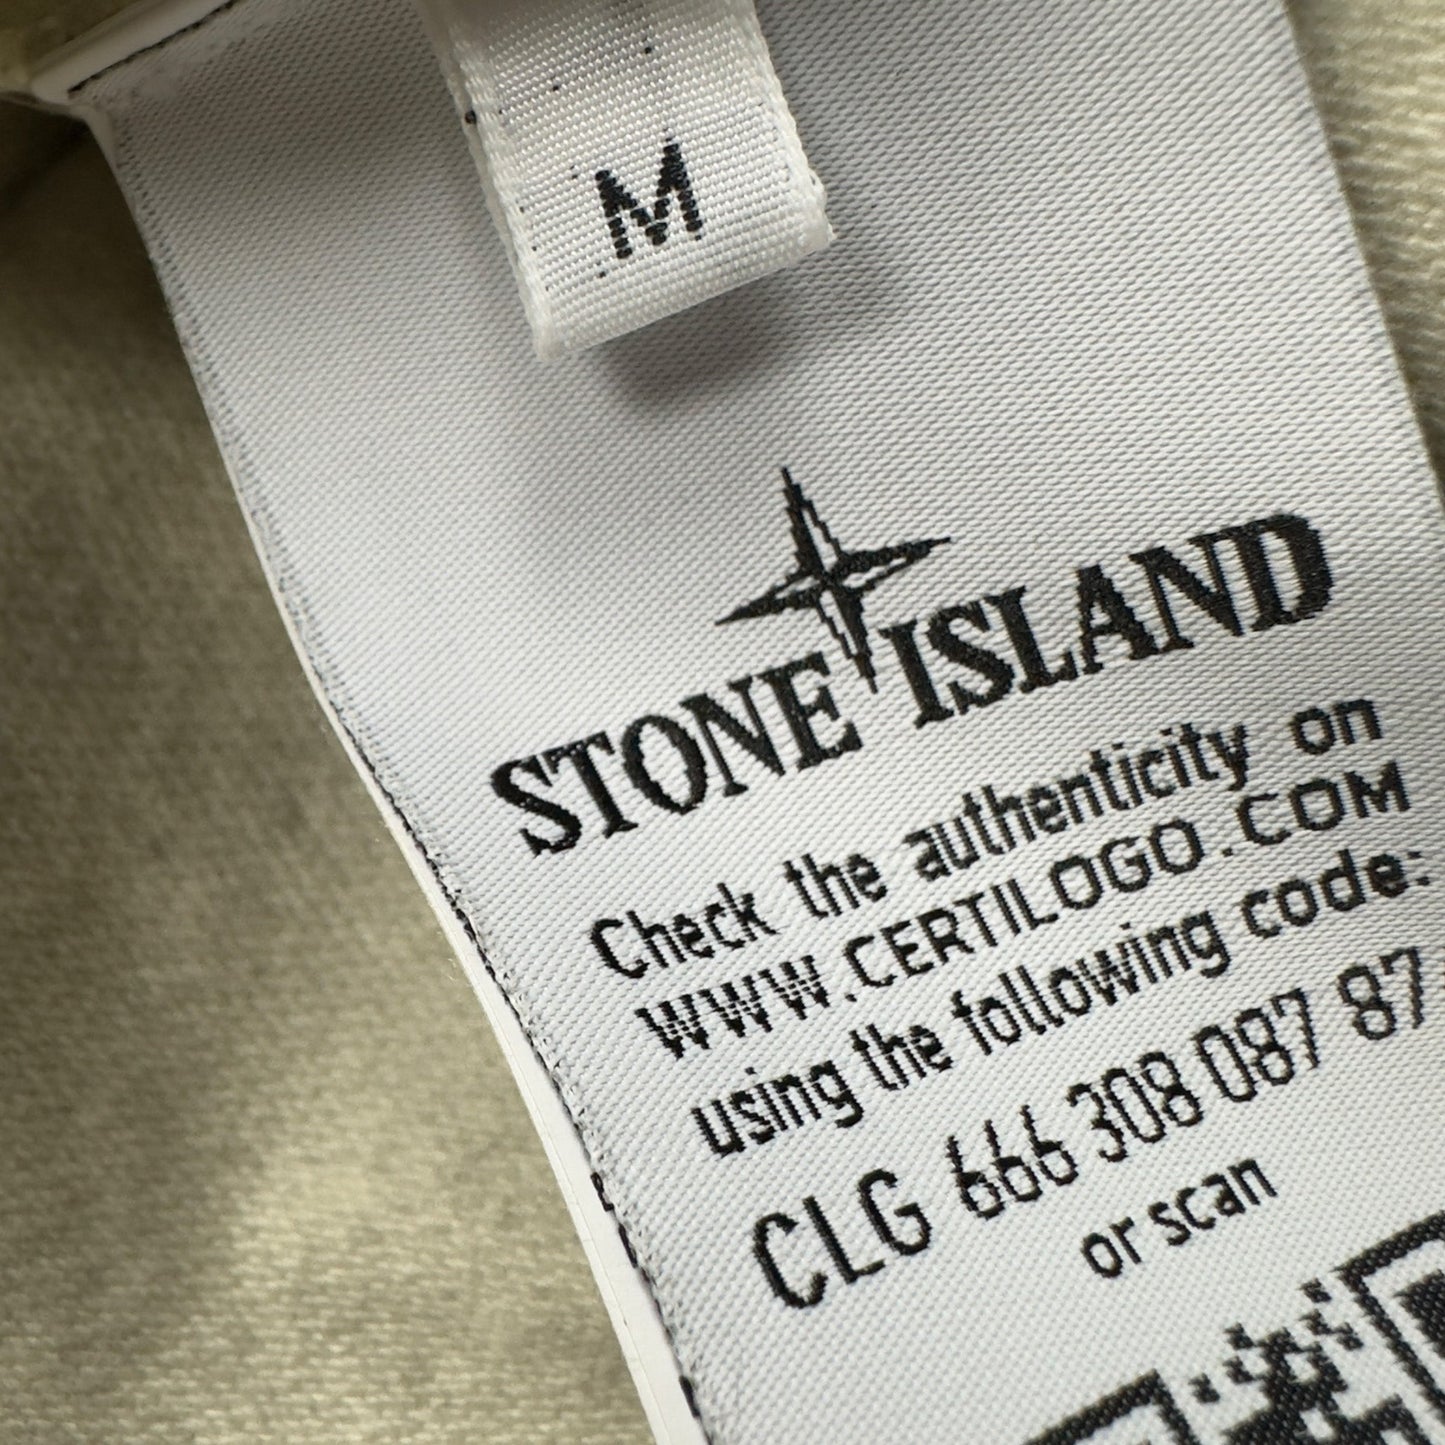 M
STONE ISLAND
Check the authenticity on
WWW.CERTILOGO.COM
using the following code:
CLG 666 308 087 87
or scan